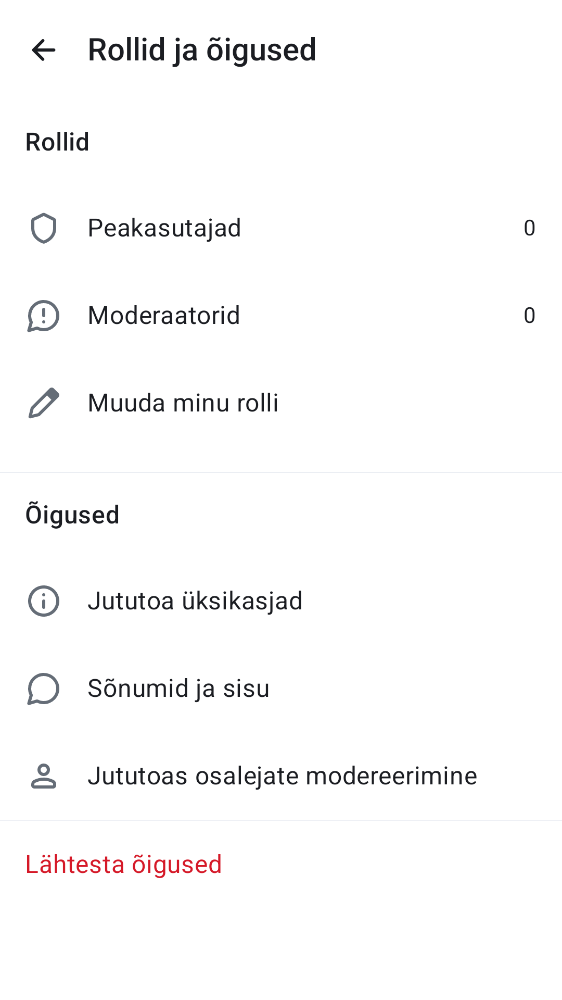 Rollid ja õigused
Rollid
Peakasutajad 0
Moderaatorid 0
Muuda minu rolli
Õigused
Jututoa üksikasjad
Sõnumid ja sisu
Jututoas osalejate modereerimine
Lähtesta õigused